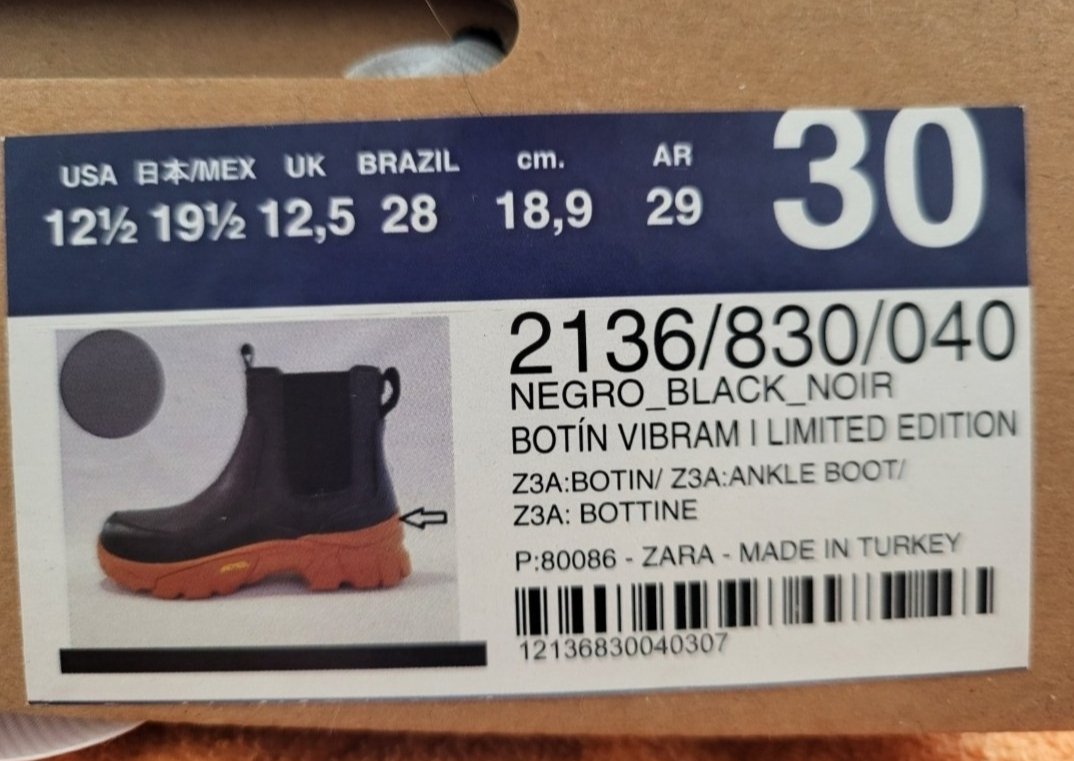 USA 日本/MEX UK BRAZIL cm. AR 30
12½ 19½ 12,5 28 18,9 29
2136/830/040
NEGRO_BLACK_NOIR
BOTÍN VIBRAM I LIMITED EDITION
Z3A:BOTIN/ Z3A:ANKLE BOOT/
Z3A: BOTTINE
P:80086 - ZARA - MADE IN TURKEY
12136830040307